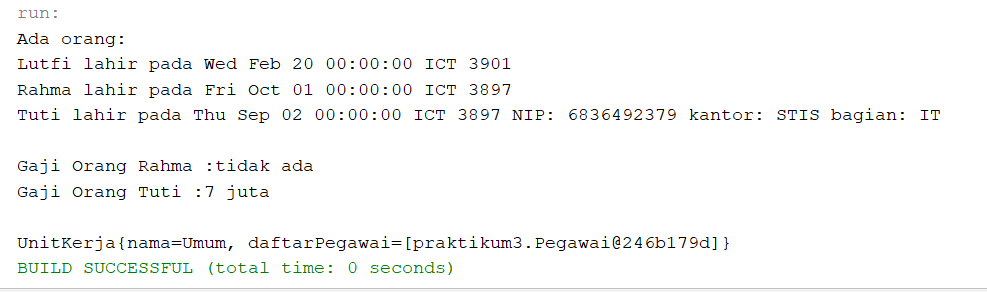 run:
Ada orang:
Lutfi lahir pada Wed Feb 20 00:00:00 ICT 3901
Rahma lahir pada Fri Oct 01 00:00:00 ICT 3897
Tuti lahir pada Thu Sep 02 00:00:00 ICT 3897 NIP: 6836492379 kantor: STIS bagian: IT
Gaji Orang Rahma :tidak ada
Gaji Orang Tuti :7 juta
UnitKerja{nama=Umum, daftarPegawai=[praktikum3.Pegawai@246b179d]}
BUILD SUCCESSFUL (total time: 0 seconds)